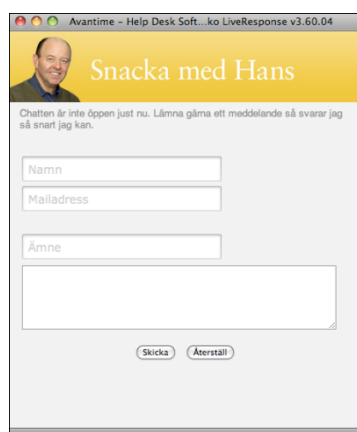 Avantime – Help Desk Soft...ko LiveResponse v3.60.04
Snacka med Hans
Chatten är inte öppen just nu. Lämna gärna ett meddelande så svarar jag
så snart jag kan.
Namn
Mailadress
Ämne
Skicka Återställ